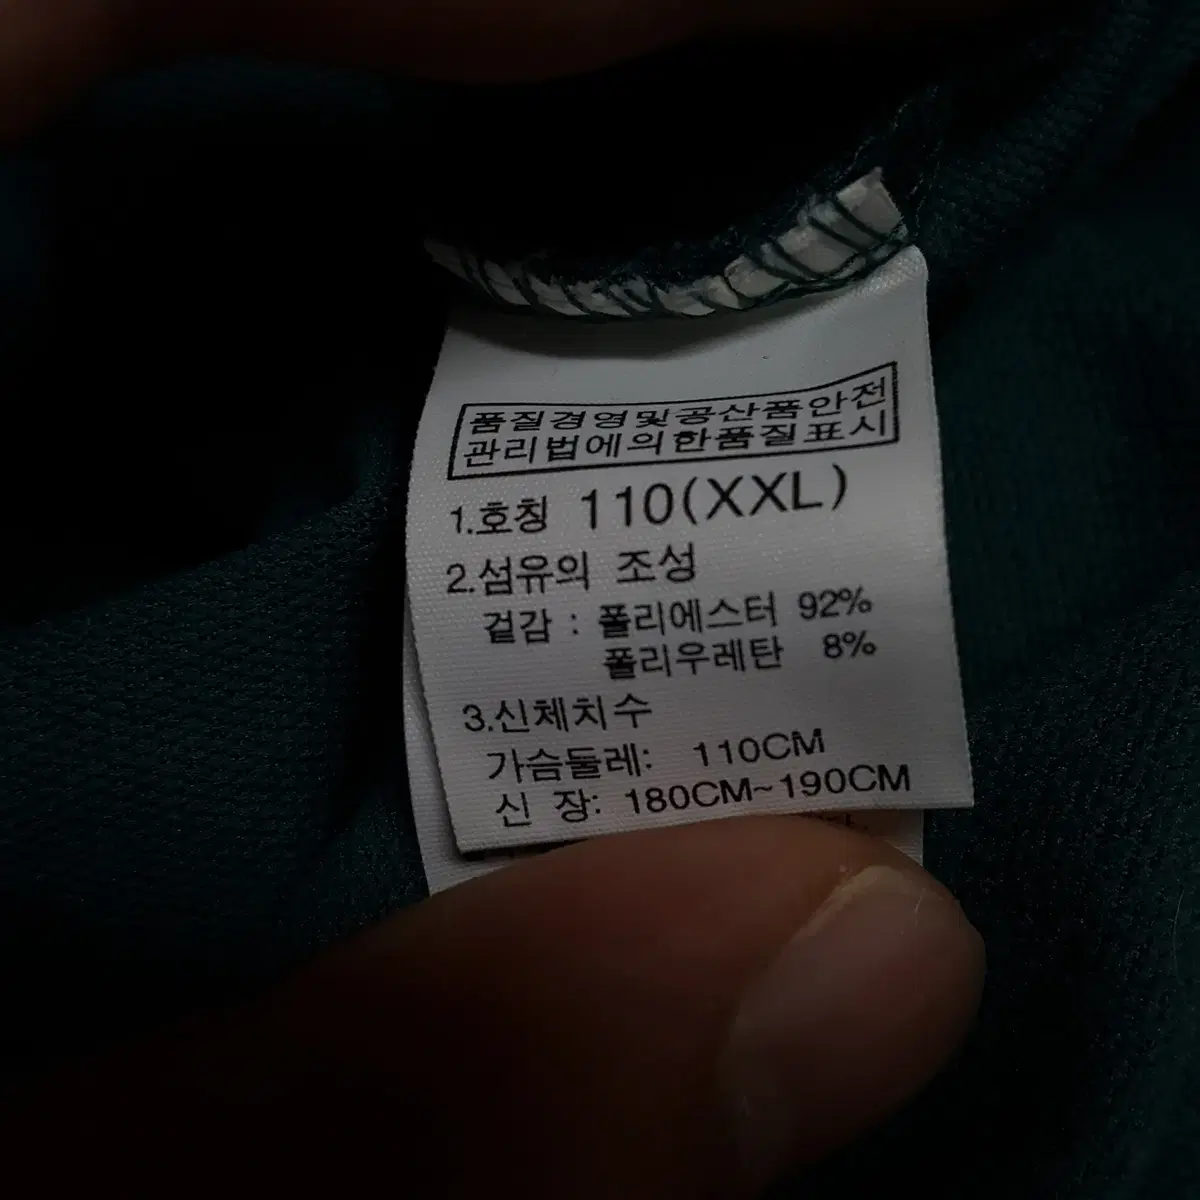 품질경영및공산품안전
관리법에의한품질표시
1.호칭 110(XXL)
2.섬유의 조성
겉감 : 폴리에스터 92%
폴리우레탄 8%
3.신체치수
가슴둘레: 110CM
신 장: 180CM~190CM